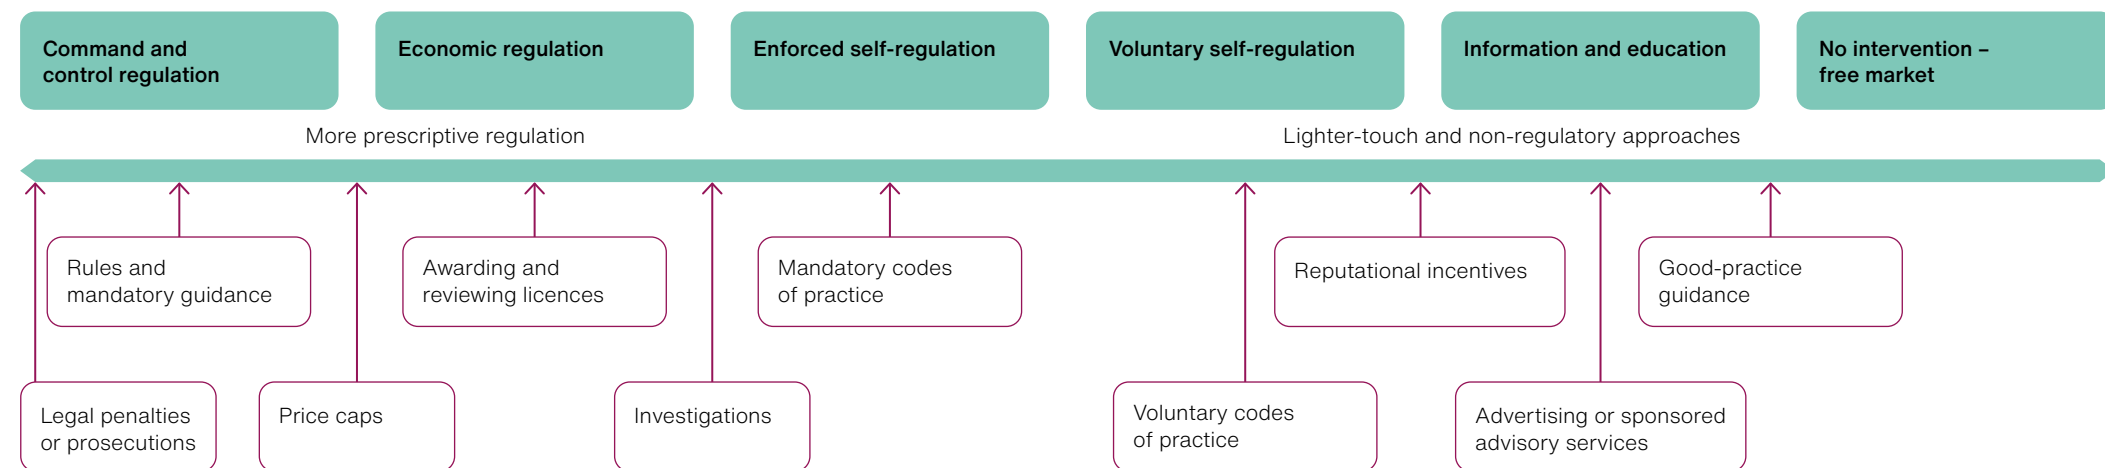 Command and
control regulation
Economic regulation
Enforced self-regulation
Voluntary self-regulation
Information and education
No intervention –
free market
More prescriptive regulation
Lighter-touch and non-regulatory approaches
Rules and
mandatory guidance
Awarding and
reviewing licences
Mandatory codes
of practice
Reputational incentives
Good-practice
guidance
Legal penalties
or prosecutions
Price caps
Investigations
Voluntary codes
of practice
Advertising or sponsored
advisory services